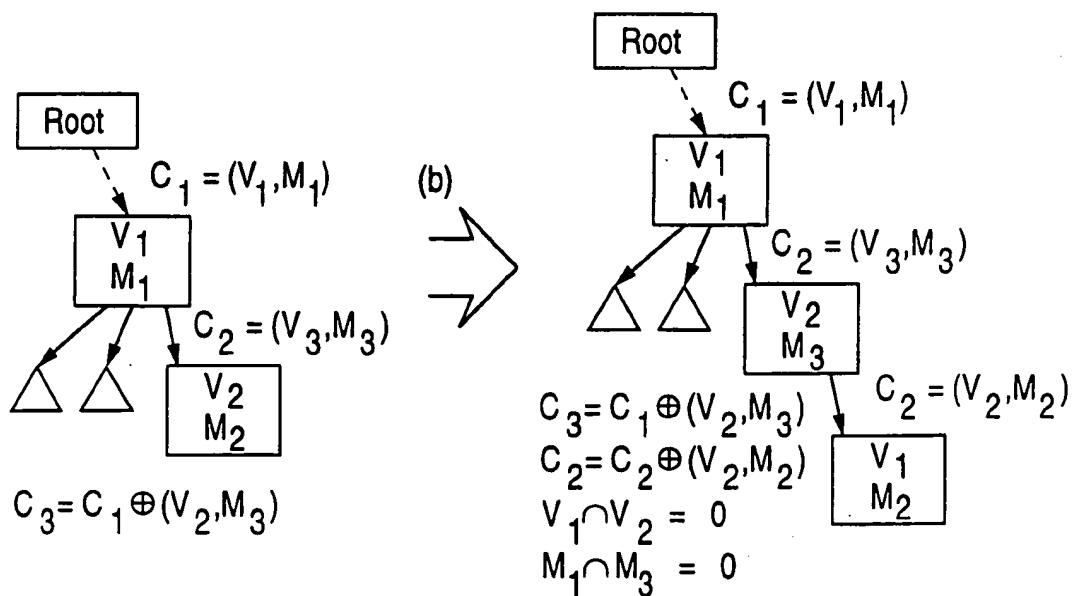 Root
C₁ = (V₁,M₁)
V₁
M₁
C₂ = (V₃,M₃)
V₂
M₂
C₃= C₁⊕(V₂,M₃)
(b)
Root
C₁ = (V₁,M₁)
V₁
M₁
C₂ = (V₃,M₃)
V₂
M₃
C₂ = (V₂,M₂)
V₁
M₂
C₃= C₁⊕(V₂,M₃)
C₂= C₂⊕(V₂,M₂)
V₁∩V₂ = 0
M₁∩M₃ = 0